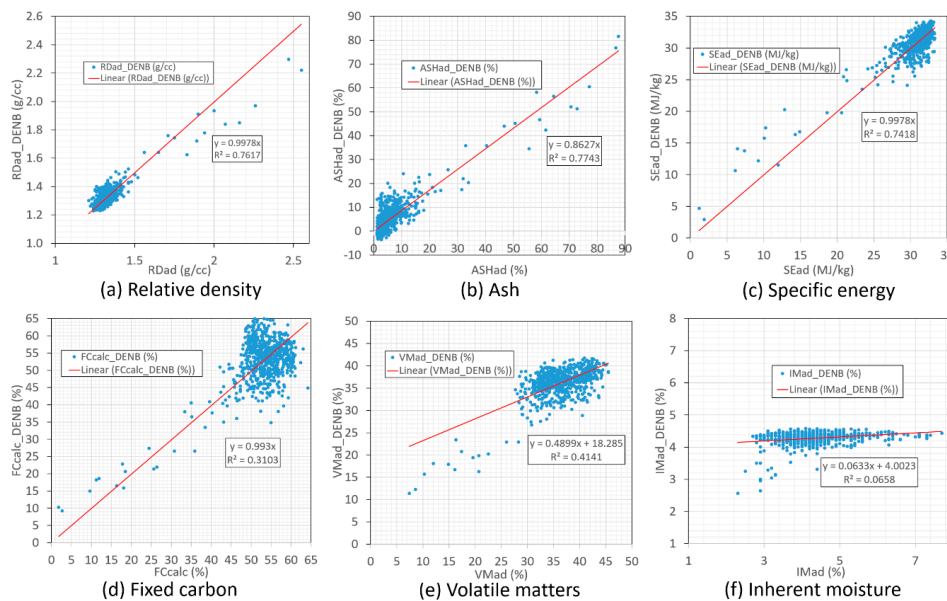 2.6
2.4
2.2
2.0
1.8
1.6
1.4
1.2
1.0
RDad_DENB (g/cc)
RDad_DENB (g/cc)
Linear (RDad_DENB (g/cc))
y = 0.9978x
R² = 0.7617
1
1.5
2
2.5
RDad (g/cc)
(a) Relative density
90
80
70
60
50
40
30
20
10
0
-10
ASHad_DENB (%)
ASHad_DENB (%)
Linear (ASHad_DENB (%))
y = 0.8627x
R² = 0.7743
0 10 20 30 40 50 60 70 80 90
ASHad (%)
(b) Ash
35
30
25
20
15
10
5
0
SEad_DENB (MJ/kg)
SEad_DENB (MJ/kg)
Linear (SEad_DENB (MJ/kg))
y = 0.9978x
R² = 0.7418
0 5 10 15 20 25 30
SEad (MJ/kg)
(c) Specific energy
65
60
55
50
45
40
35
30
25
20
15
10
5
0
FCcalc_DENB (%)
FCcalc_DENB (%)
Linear (FCcalc_DENB (%))
y = 0.993x
R² = 0.3103
0 5 10 15 20 25 30 35 40 45 50 55 60 65
FCcalc (%)
(d) Fixed carbon
50
45
40
35
30
25
20
15
10
5
0
VMad_DENB (%)
VMad_DENB (%)
Linear (VMad_DENB (%))
y = 0.4899x + 18.285
R² = 0.4141
0 5 10 15 20 25 30 35 40 45 50
VMad (%)
(e) Volatile matters
8
7
6
5
4
3
2
1
IMad_DENB (%)
IMad_DENB (%)
Linear (IMad_DENB (%))
y = 0.0633x + 4.0023
R² = 0.0658
1
3
5
7
IMad (%)
(f) Inherent moisture